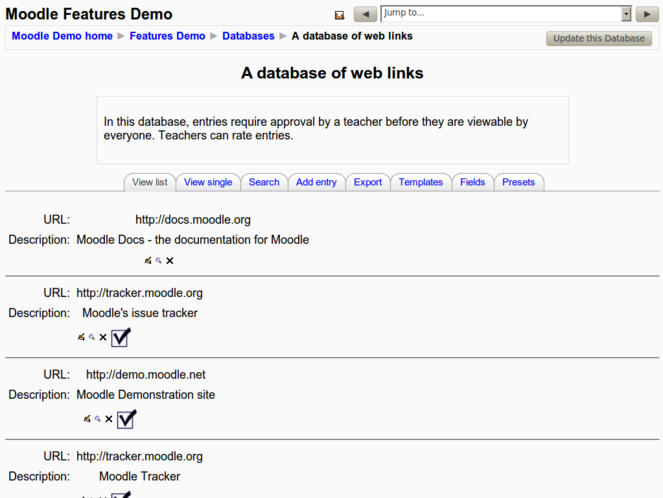 Moodle Features Demo
Jump to...
Moodle Demo home ► Features Demo ► Databases ► A database of web links
Update this Database
A database of web links
In this database, entries require approval by a teacher before they are viewable by
everyone. Teachers can rate entries.
View list View single Search Add entry Export Templates Fields Presets
URL: http://docs.moodle.org
Description: Moodle Docs - the documentation for Moodle
URL: http://tracker.moodle.org
Description: Moodle's issue tracker
URL: http://demo.moodle.net
Description: Moodle Demonstration site
URL: http://tracker.moodle.org
Description: Moodle Tracker